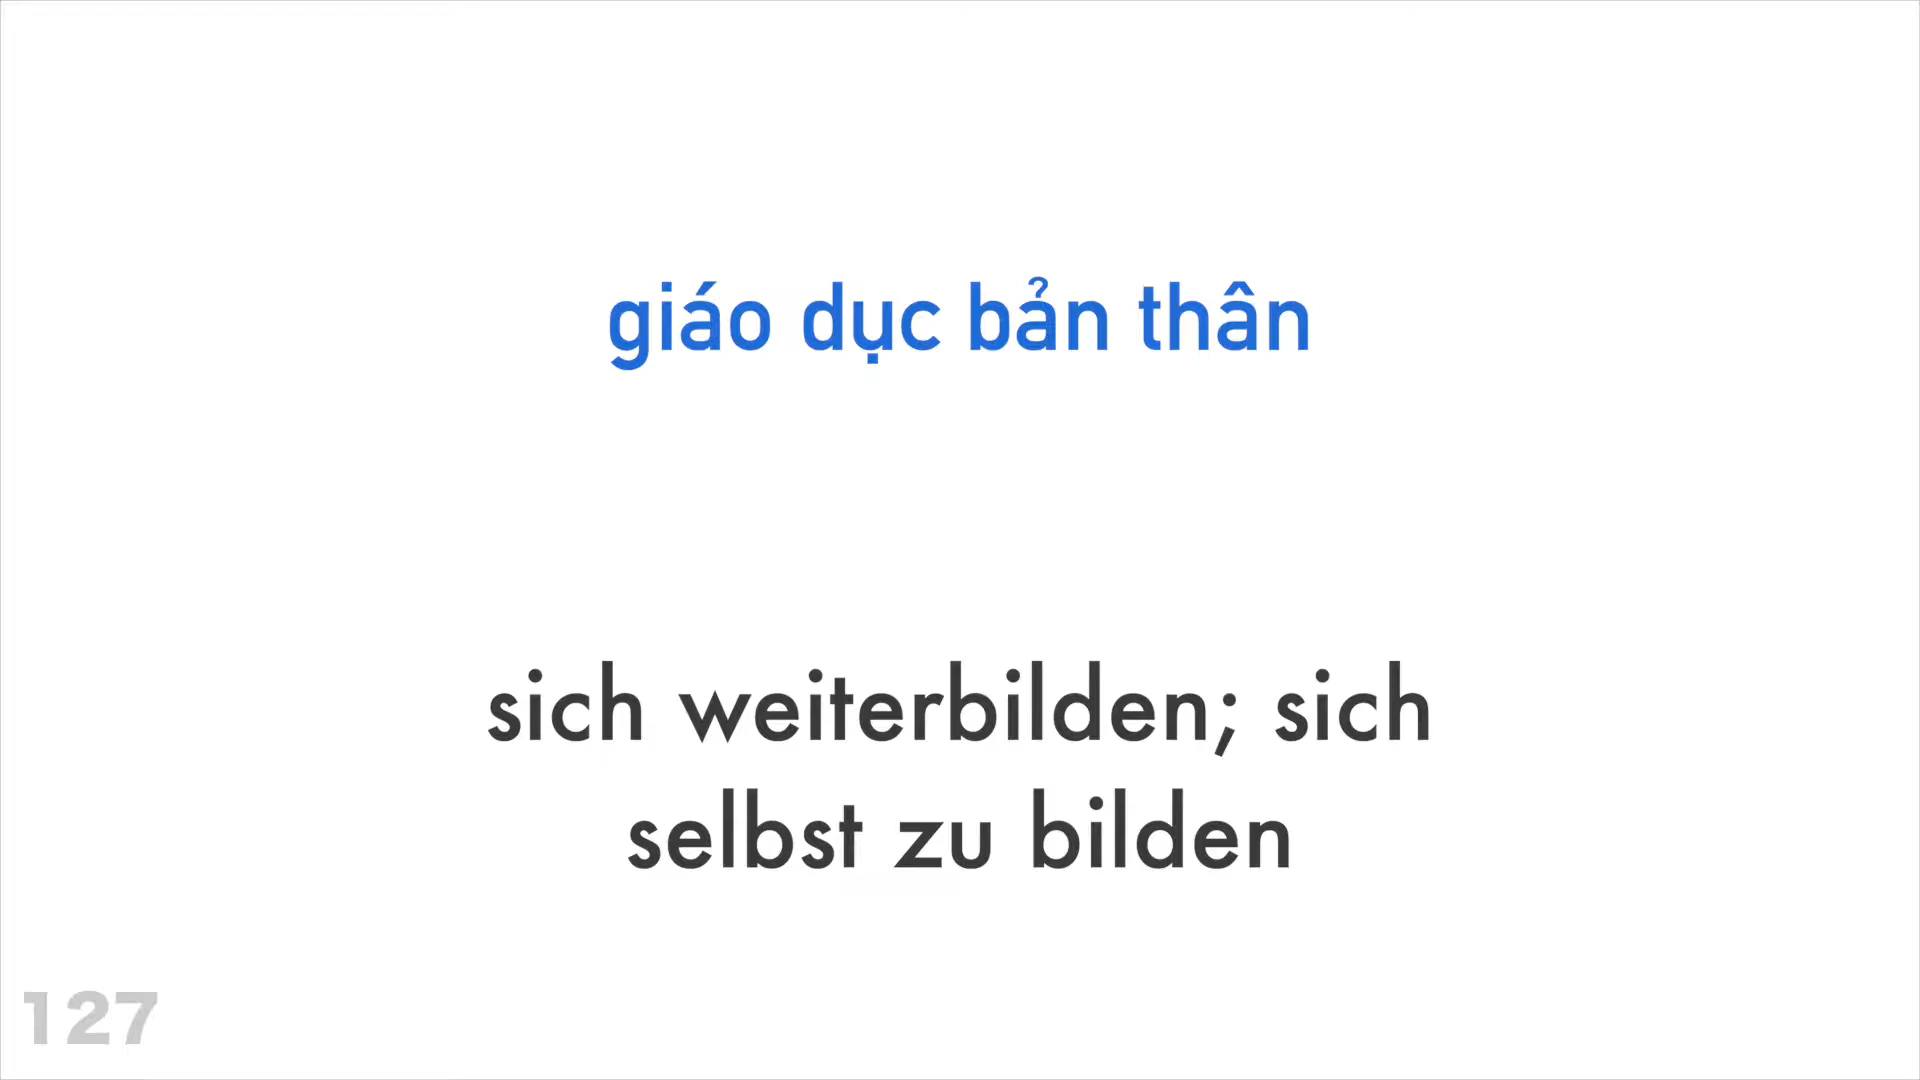 giáo dục bản thân
sich weiterbilden; sich
selbst zu bilden
127